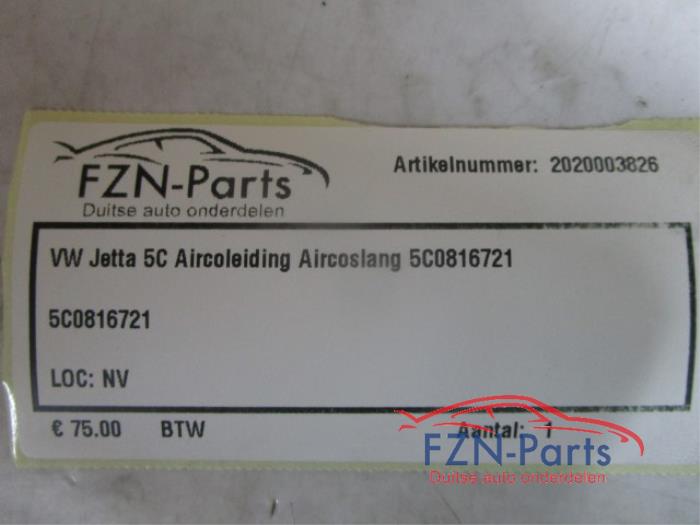 FZN-Parts
Duitse auto onderdelen
Artikelnummer: 2020003826
VW Jetta 5C Aircoleiding Aircoslang 5C0816721
5C0816721
LOC: NV
€ 75.00 BTW Aantal: 1
FZN-Parts
Duitse auto onderdelen